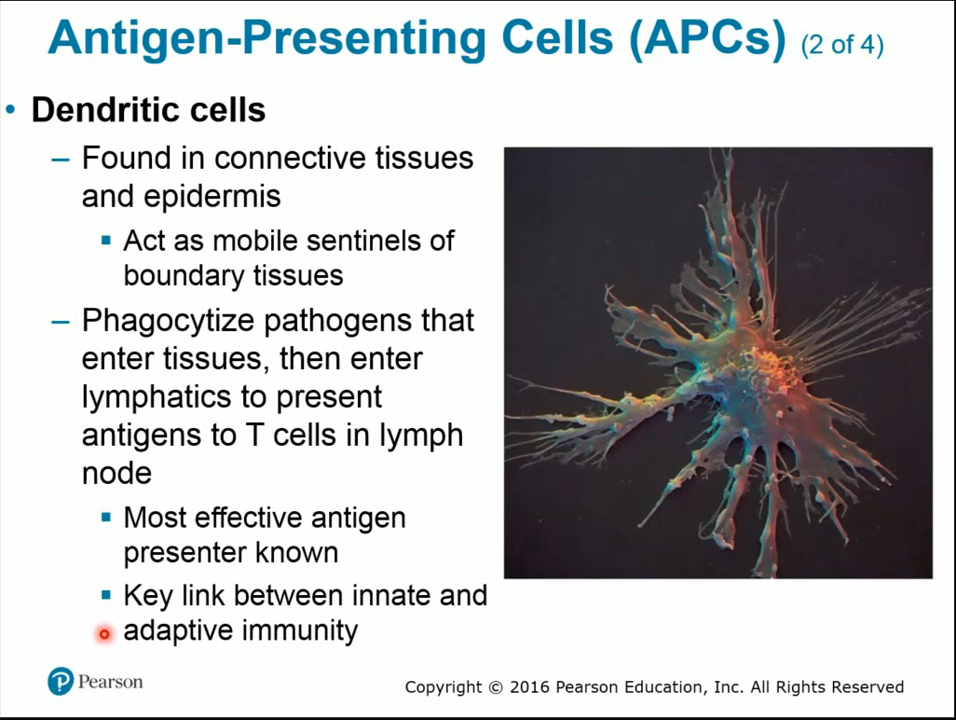 Antigen-Presenting Cells (APCs) (2 of 4)
• Dendritic cells
– Found in connective tissues
and epidermis
▪ Act as mobile sentinels of
boundary tissues
– Phagocytize pathogens that
enter tissues, then enter
lymphatics to present
antigens to T cells in lymph
node
▪ Most effective antigen
presenter known
▪ Key link between innate and
adaptive immunity
P Pearson
Copyright © 2016 Pearson Education, Inc. All Rights Reserved